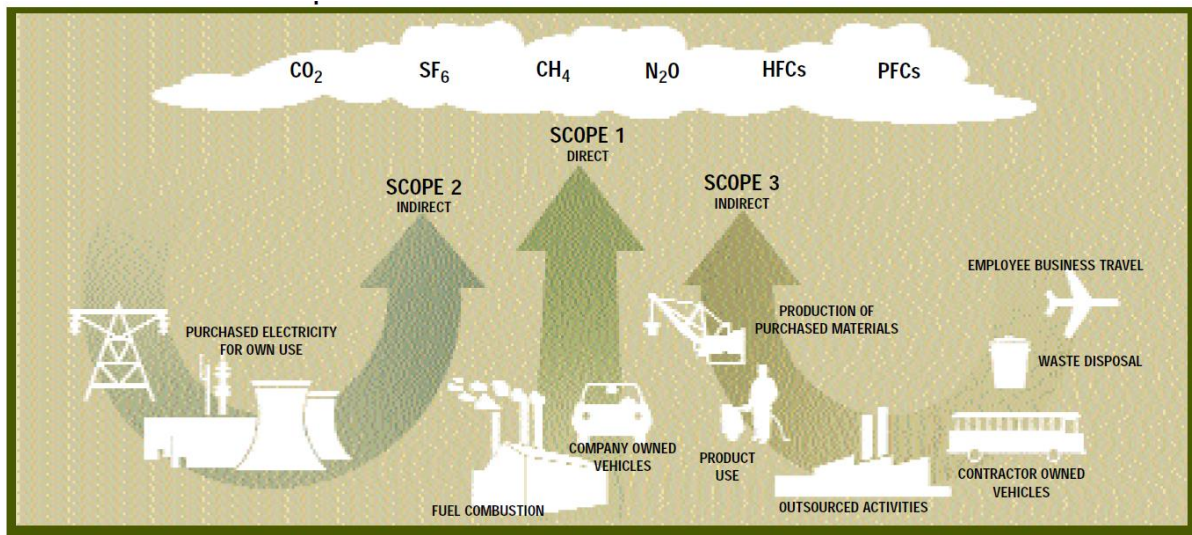 CO₂ SF₆ CH₄ N₂O HFCs PFCs
SCOPE 1
DIRECT
SCOPE 2
INDIRECT
SCOPE 3
INDIRECT
EMPLOYEE BUSINESS TRAVEL
PURCHASED ELECTRICITY
FOR OWN USE
PRODUCTION OF
PURCHASED MATERIALS
WASTE DISPOSAL
COMPANY OWNED
VEHICLES
PRODUCT
USE
CONTRACTOR OWNED
VEHICLES
FUEL COMBUSTION
OUTSOURCED ACTIVITIES